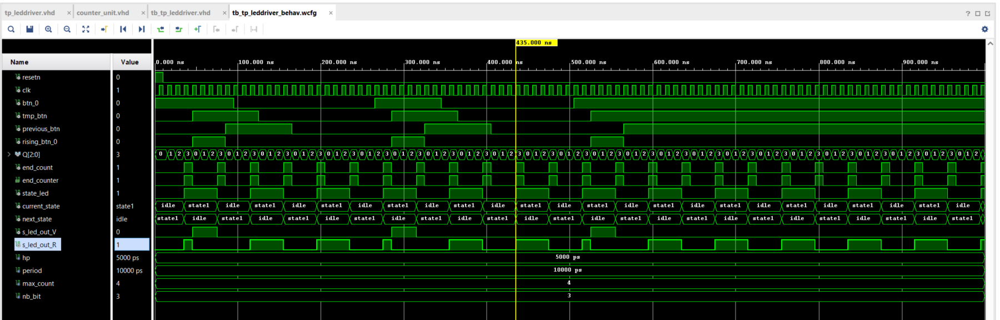 tp_leddriver.vhd × counter_unit.vhd × tb_tp_leddriver.vhd × tb_tp_leddriver_behav.wcfg × ?
435.000 ns
Name Value 0.000 ns 100.000 ns 200.000 ns 300.000 ns 400.000 ns 500.000 ns 600.000 ns 700.000 ns 800.000 ns 900.000 ns
resetn 0
clk 1
btn_0 0
tmp_btn 0
previous_btn 0
rising_btn_0 0
Q[2:0] 3 0 1 2 3 0 1 2 3 0 1 2 3 0 1 2 3 0 1 2 3 0 1 2 3 0 1 2 3 0 1 2 3 0 1 2 3 0 1 2 3 0 1 2 3 0 1 2 3 0 1 2 3 0 1 2 3 0 1 2 3 0 1 2 3 0 1 2 3 0 1 2 3 0 1 2 3 0 1 2 3 0 1 2 3 0 1 2 3 0 1 2 3 0 1 2 3 0 1 2
end_count 1
end_counter 1
state_led 1
current_state state1 idle state1 idle state1 idle state1 idle state1 idle state1 idle state1 idle state1 idle state1 idle state1 idle state1 idle state1 idle state1 idle
next_state idle state1 idle state1 idle state1 idle state1 idle state1 idle state1 idle state1 idle state1 idle state1 idle state1 idle state1 idle state1 idle state1
s_led_out_V 0
s_led_out_R 1
hp 5000 ps 5000 ps
period 10000 ps 10000 ps
max_count 4 4
nb_bit 3 3